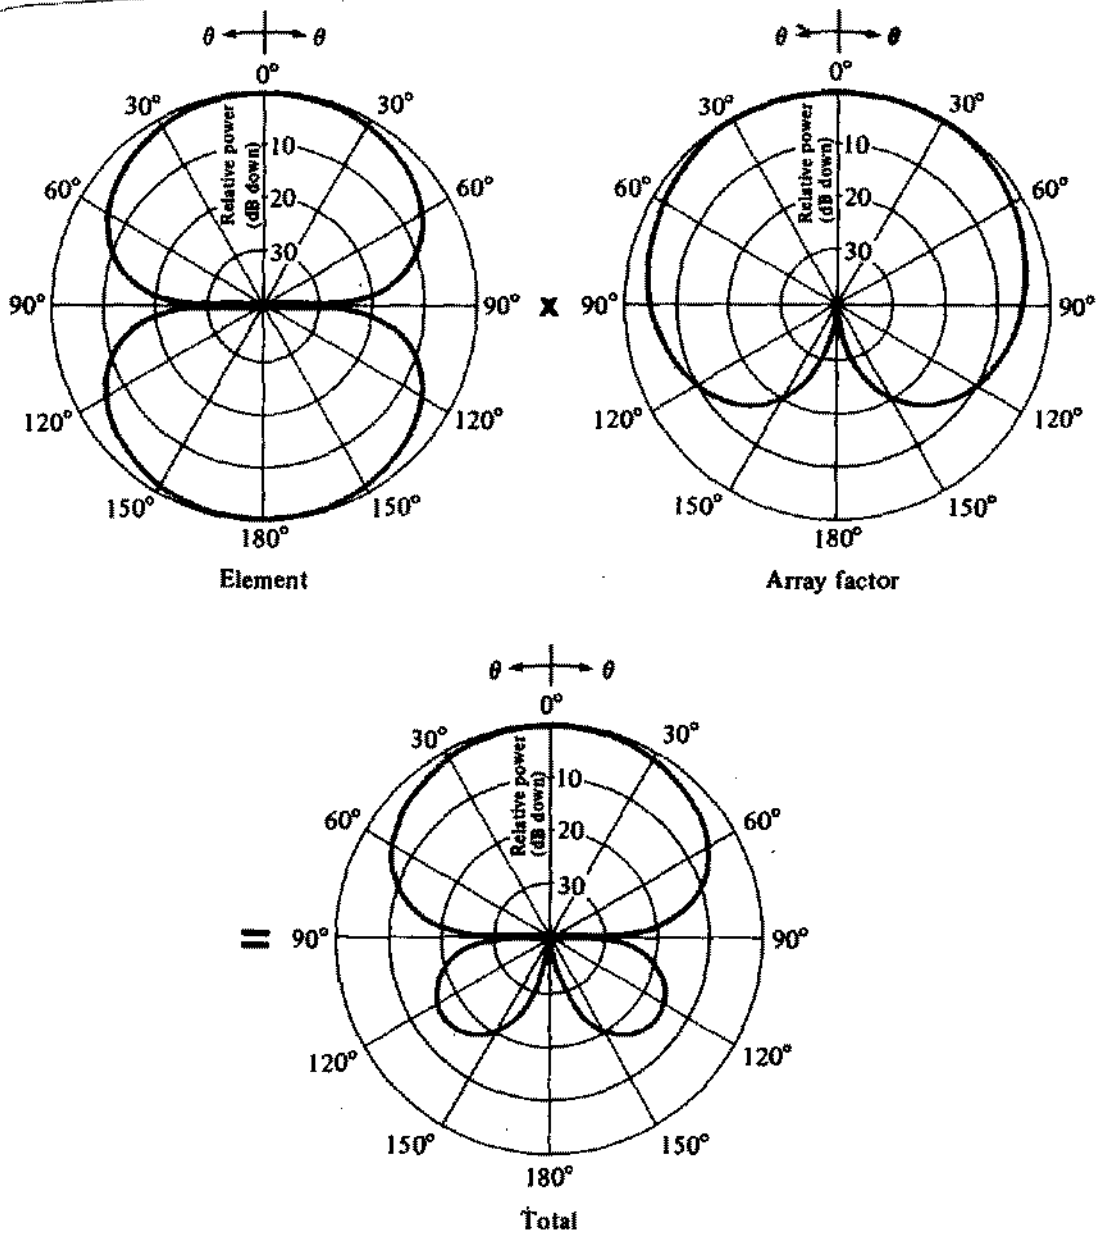 θ θ
0°
30° 30°
Relative power
(dB down)
10
20
30
60° 60°
90° 90°
120° 120°
150° 150°
180°
Element
x
θ θ
0°
30° 30°
Relative power
(dB down)
10
20
30
60° 60°
90° 90°
120° 120°
150° 150°
180°
Array factor
=
θ θ
0°
30° 30°
Relative power
(dB down)
10
20
30
60° 60°
90° 90°
120° 120°
150° 150°
180°
Total